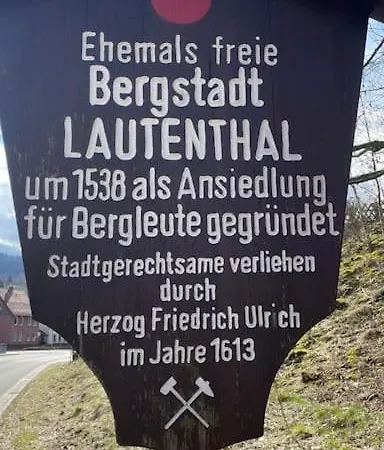 Ehemals freie
Bergstadt
LAUTENTHAL
um 1538 als Ansiedlung
für Bergleute gegründet
Stadtgerechtsame verliehen
durch
Herzog Friedrich Ulrich
im Jahre 1613